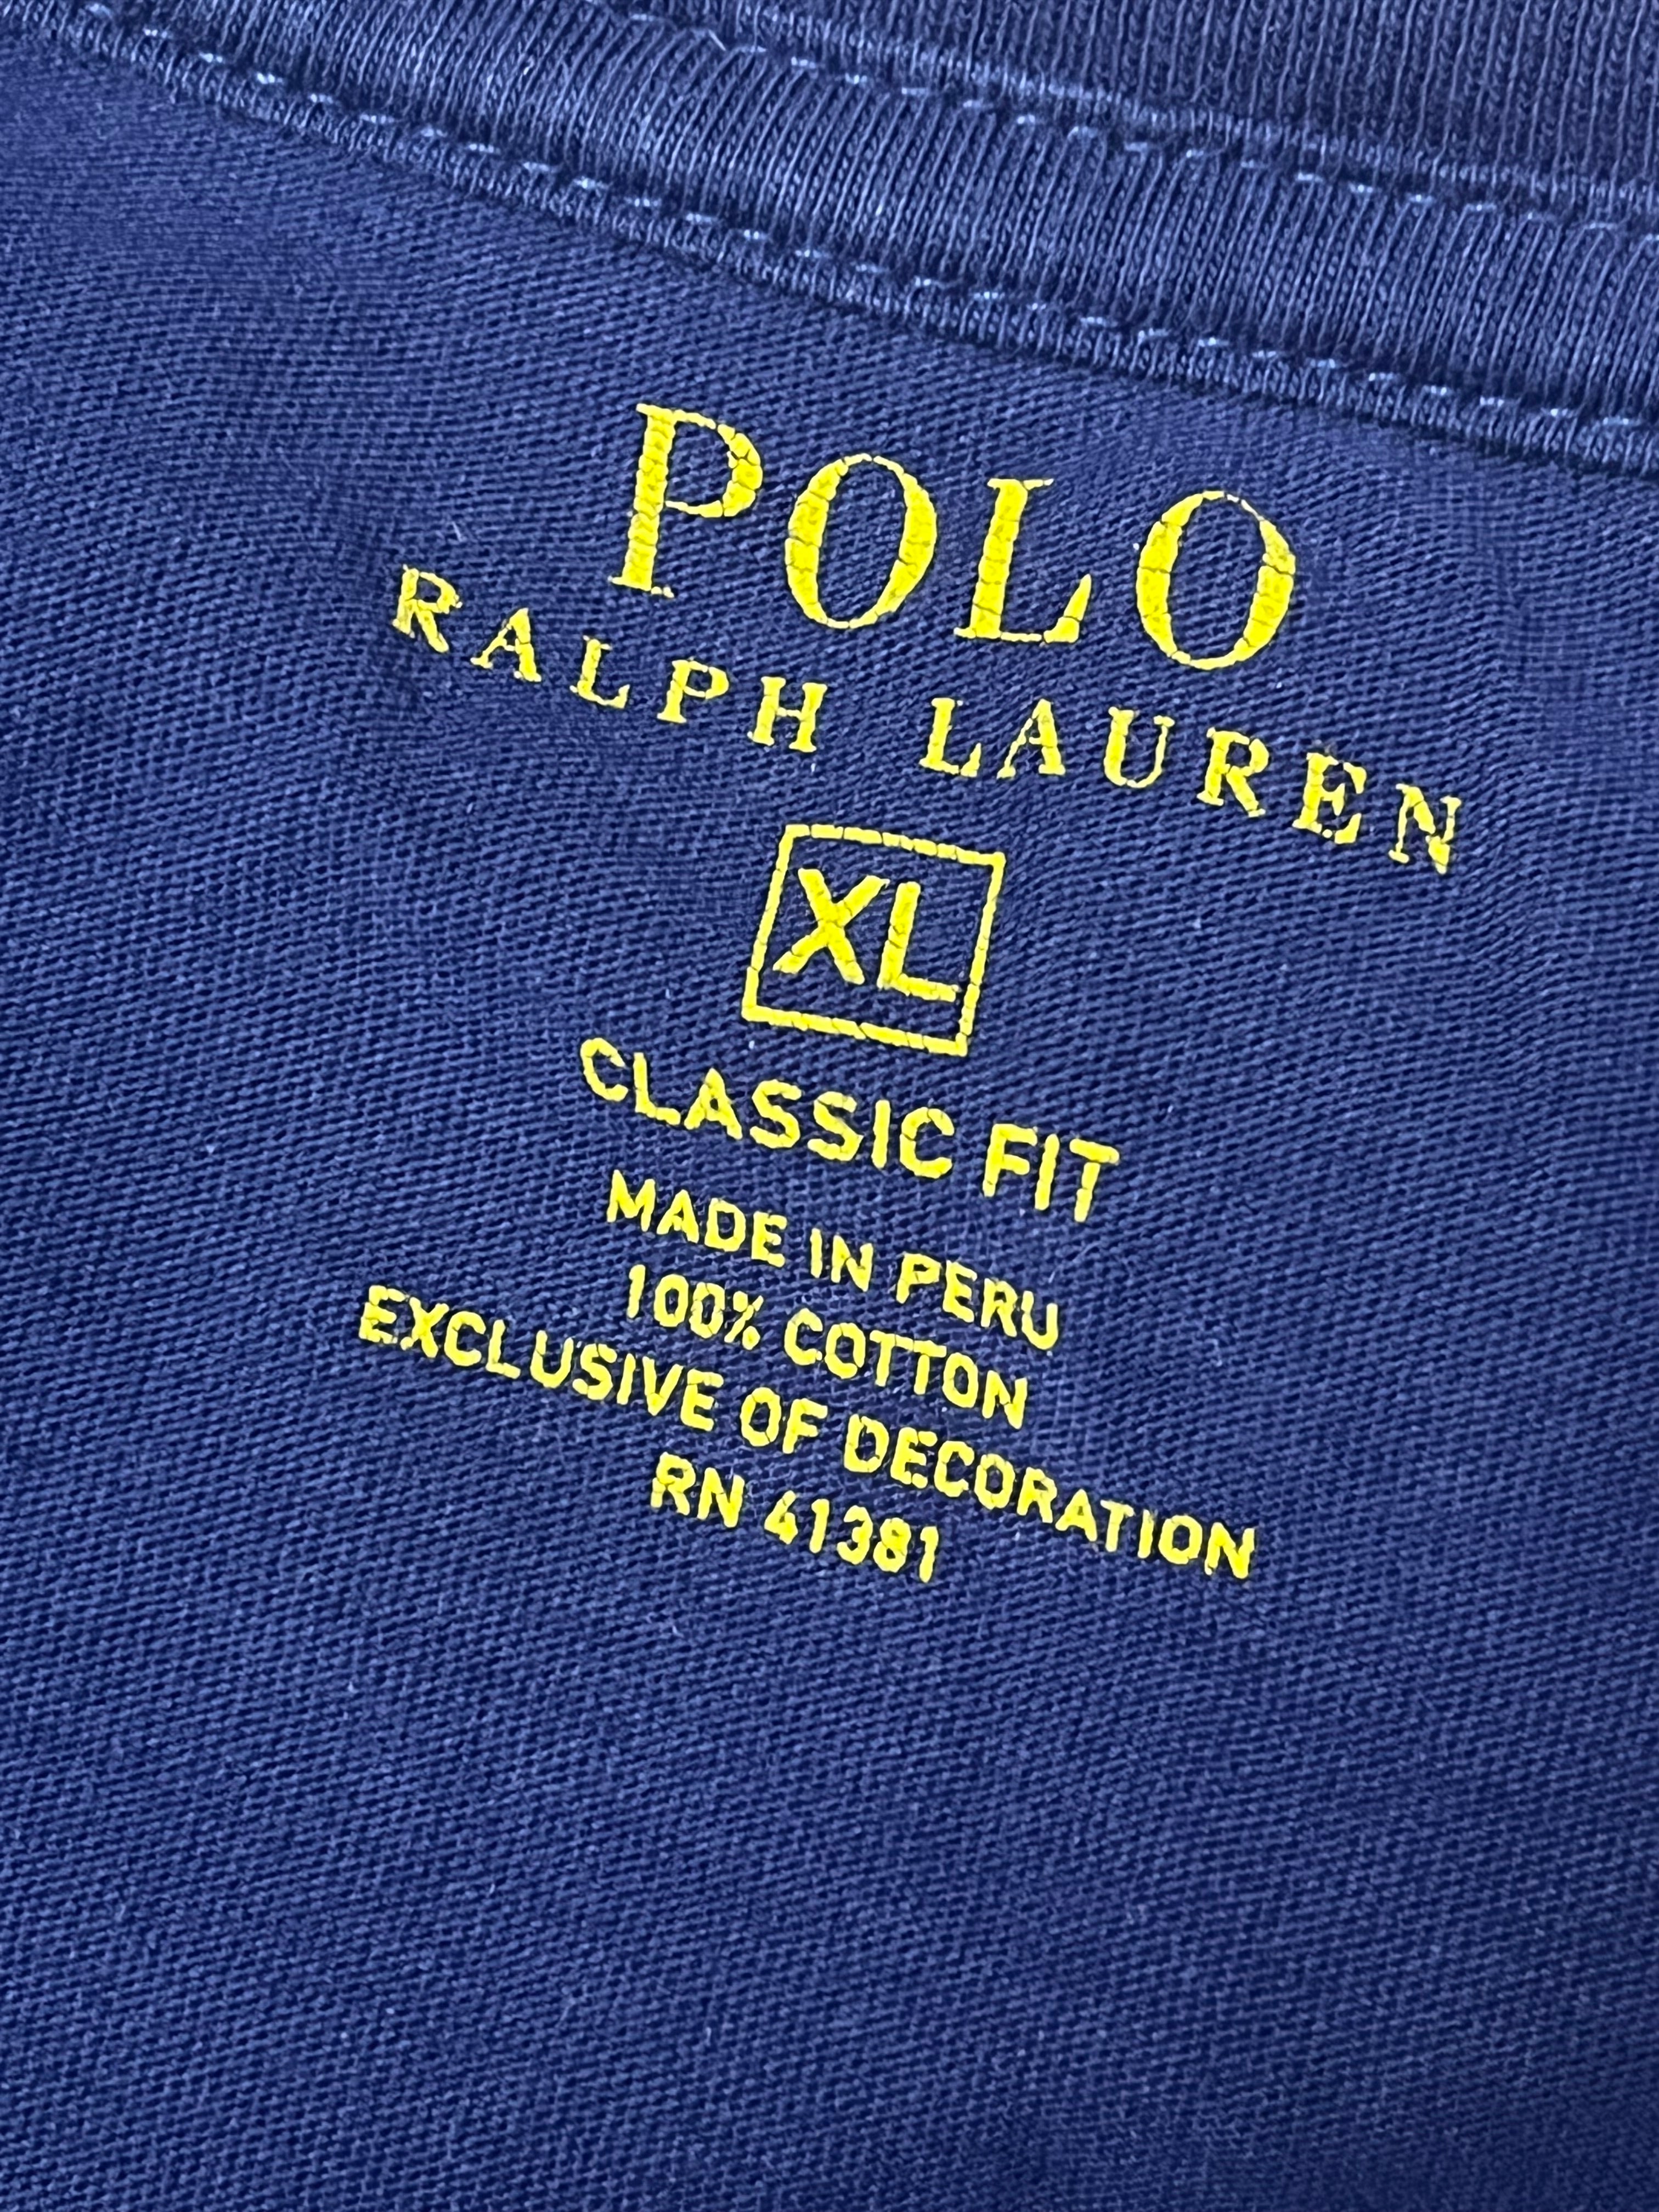 POLO
RALPH LAUREN
XL
CLASSIC FIT
MADE IN PERU
100% COTTON
EXCLUSIVE OF DECORATION
RN 41381